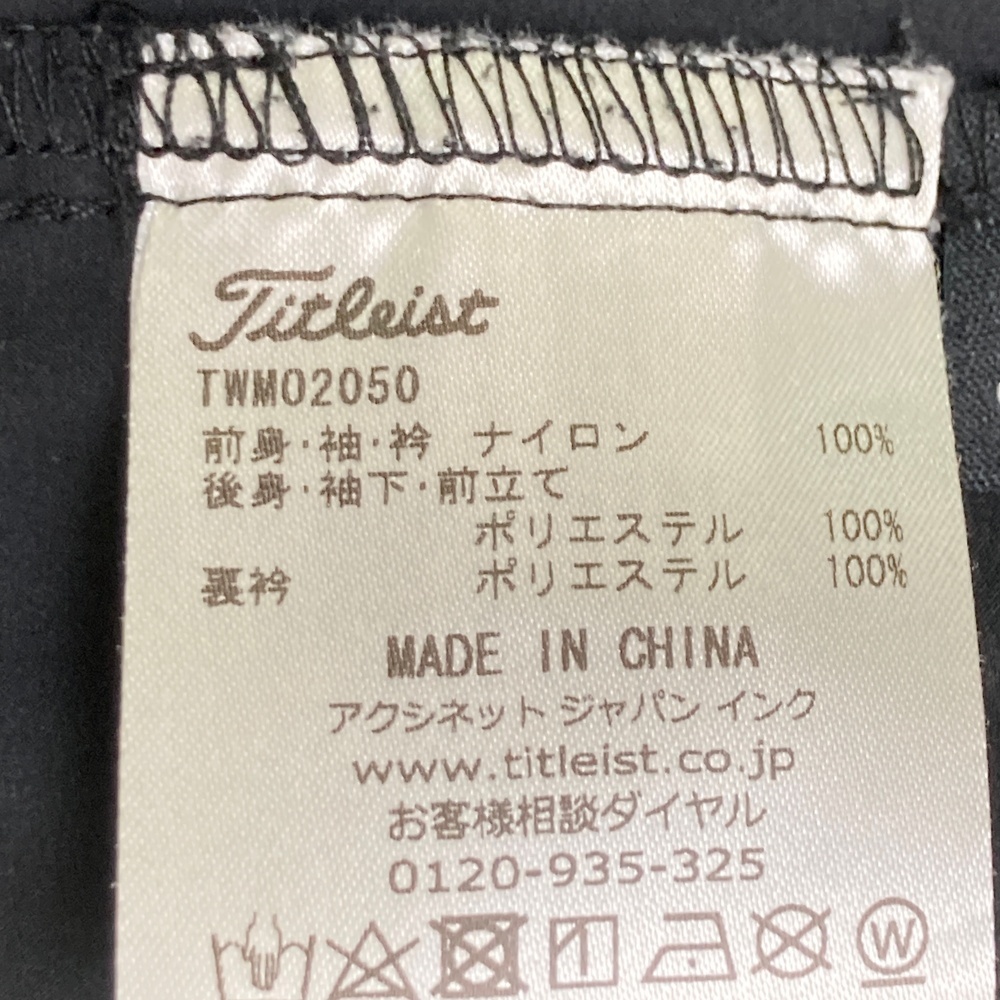 Titleist
TWMO2050
前身・袖・衿 ナイロン 100%
後身・袖下・前立て
ポリエステル 100%
裏衿 ポリエステル 100%
MADE IN CHINA
アクシネット ジャパン インク
www.titleist.co.jp
お客様相談ダイヤル
0120-935-325
W